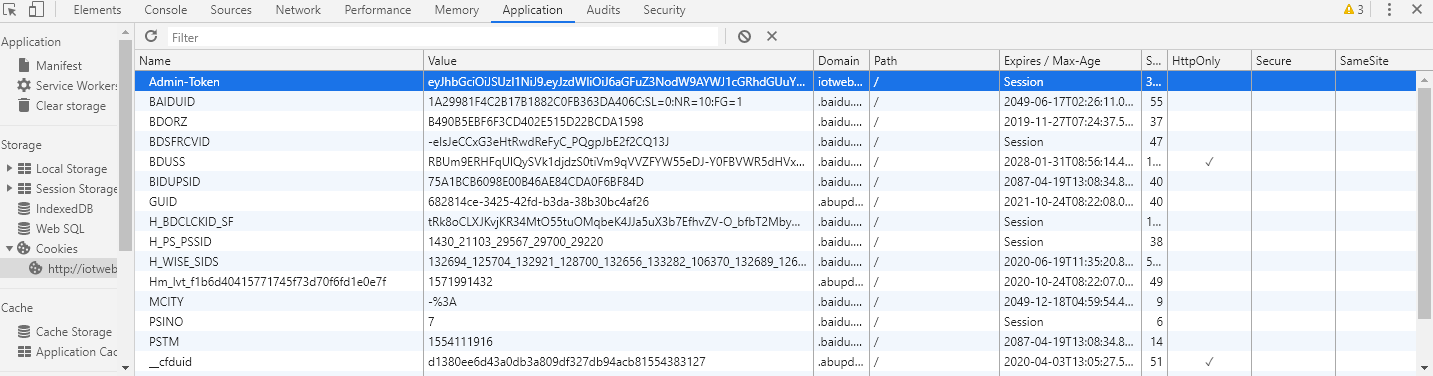 Elements Console Sources Network Performance Memory Application Audits Security 3
Application
Manifest
Service Workers
Clear storage
Storage
Local Storage
Session Storage
IndexedDB
Web SQL
Cookies
http://iotweb
Cache
Cache Storage
Application Cac
Filter
Name Value Domain Path Expires / Max-Age S... HttpOnly Secure SameSite
Admin-Token eyJhbGciOiJSUzI1NiJ9.eyJzdWIiOiJ6aGFuZ3NodW9AYWJ1cGRhdGUuY... iotweb... / Session 3...
BAIDUID 1A29981F4C2B17B1882C0FB363DA406C:SL=0:NR=10:FG=1 .baidu.... / 2049-06-17T02:26:11.0... 55
BDORZ B490B5EBF6F3CD402E515D22BCDA1598 .baidu.... / 2019-11-27T07:24:37.5... 37
BDSFRCVID -eIsJeCCxG3eHtRwdReFyC_PQgpJbE2f2CQ13J .baidu.... / Session 47
BDUSS RBUm9ERHFqUlQySVk1djdzS0tiVm9qVVZFYW55eDJ-Y0FBVWR5dHVx... .baidu.... / 2028-01-31T08:56:14.4... 1... ✓
BIDUPSID 75A1BCB6098E00B46AE84CDA0F6BF84D .baidu.... / 2087-04-19T13:08:34.8... 40
GUID 682814ce-3425-42fd-b3da-38b30bc4af26 .abupd... / 2021-10-24T08:22:08.0... 40
H_BDCLCKID_SF tRk8oCLXJKvjKR34MtO55tuOMqbeK4JJa5uX3b7EfhvZV-O_bfbT2Mby... .baidu.... / Session 1...
H_PS_PSSID 1430_21103_29567_29700_29220 .baidu.... / Session 38
H_WISE_SIDS 132694_125704_132921_128700_132656_133282_106370_132689_126... .baidu.... / 2020-06-19T11:35:20.8... 5...
Hm_lvt_f1b6d40415771745f73d70f6fd1e0e7f 1571991432 .abupd... / 2020-10-24T08:22:07.0... 49
MCITY -%3A .baidu.... / 2049-12-18T04:59:54.4... 9
PSINO 7 .baidu.... / Session 6
PSTM 1554111916 .baidu.... / 2087-04-19T13:08:34.8... 14
__cfduid d1380ee6d43a0db3a809df327db94acb81554383127 .abupd... / 2020-04-03T13:05:27.5... 51 ✓